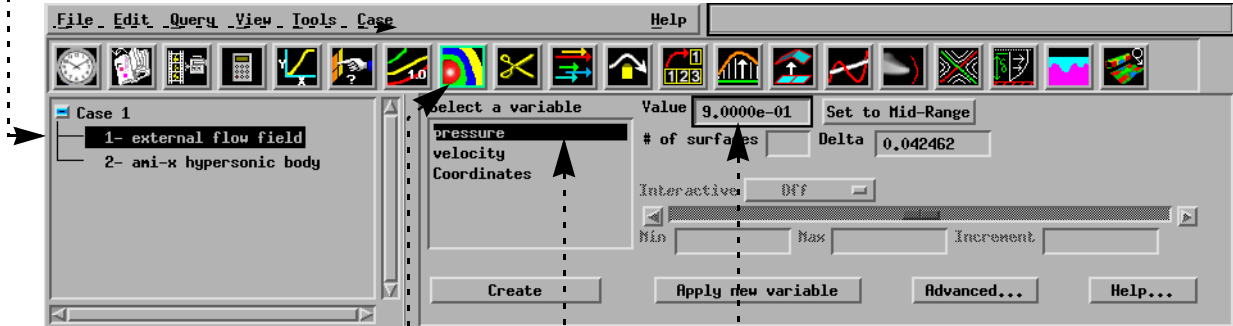 File Edit Query View Tools Case Help
Y X ? 1.0 1 123
Case 1
1- external flow field
2- ami-x hypersonic body
Select a variable
pressure
velocity
Coordinates
Value 9.0000e-01 Set to Mid-Range
# of surfaces Delta 0.042462
Interactive Off
Min Max Increment
Create Apply new variable Advanced... Help...